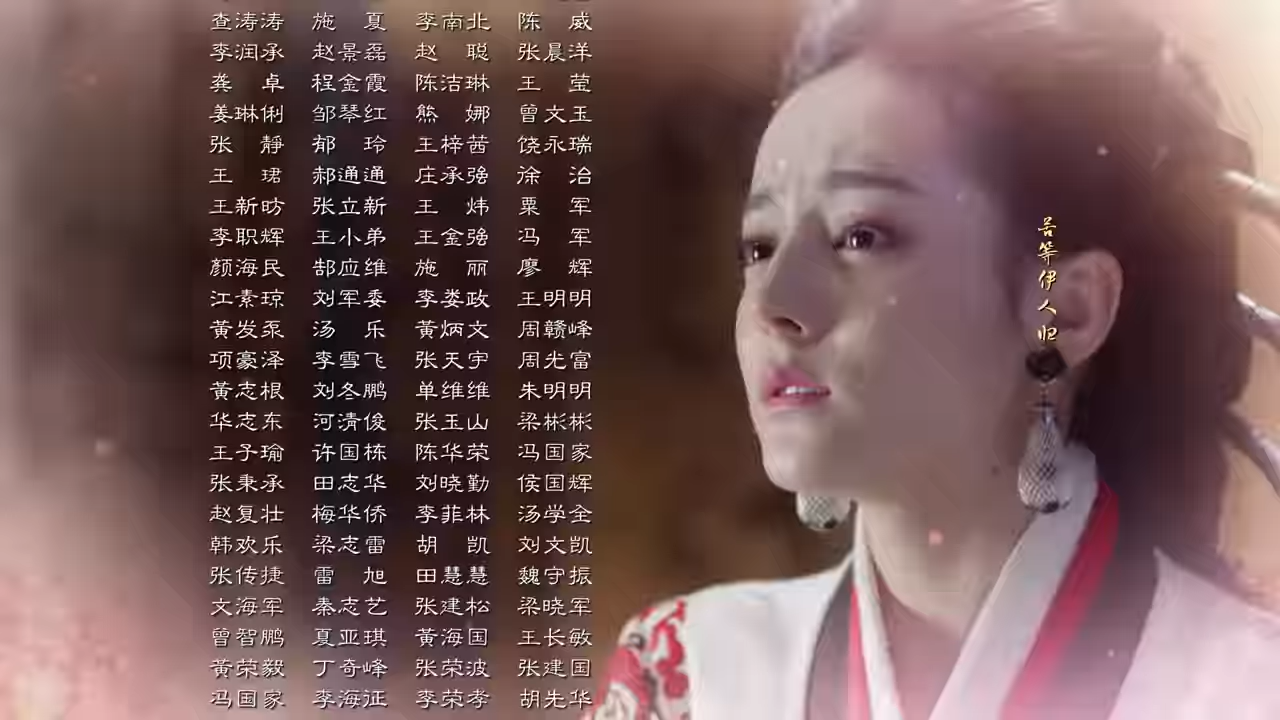 查涛涛 施夏 李南北 陈威
李润承 赵景磊 赵聪 张晨洋
龚卓 程金霞 陈洁琳 王莹
姜琳俐 邹琴红 熊娜 曾文玉
张静 郁玲 王梓茜 饶永瑞
王珺 郝通通 庄承强 涂治
王新昉 张立新 王炜 粟军
李职辉 王小弟 王金强 冯军
颜海民 郜应维 施丽 廖辉
江素琼 刘军委 李娄政 王明明
黄发泵 汤乐 黄炳文 周赣峰
项豪泽 李雪飞 张天宇 周光富
黄志根 刘冬鹏 单维维 朱明明
华志东 河清俊 张玉山 梁彬彬
王予瑜 许国栋 陈华荣 冯国家
张秉承 田志华 刘晓勤 侯国辉
赵复壮 梅华侨 李菲林 汤学全
韩欢乐 梁志雷 胡凯 刘文凯
张传捷 雷旭 田慧慧 魏守振
文海军 秦志艺 张建松 梁晓军
曾智鹏 夏亚琪 黄海国 王长敏
黄荣毅 丁奇峰 张荣波 张建国
冯国家 李海证 李荣孝 胡先华
苦等伊人归